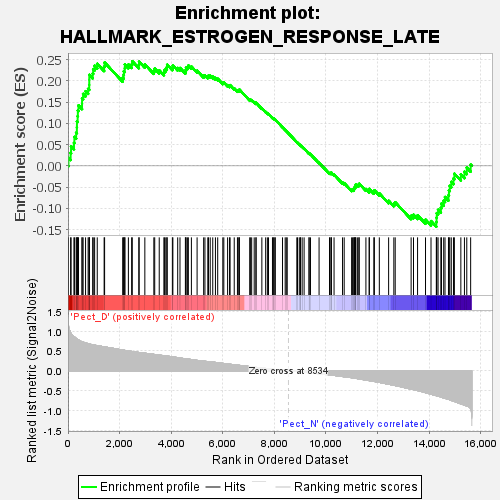 Enrichment plot:
HALLMARK_ESTROGEN_RESPONSE_LATE
Enrichment score (ES)
0.25
0.20
0.15
0.10
0.05
0.00
-0.05
-0.10
-0.15
Ranked list metric (Signal2Noise)
1.5
1.0
0.5
0.0
-0.5
-1.0
-1.5
'Pect_D' (positively correlated)
Zero cross at 8534
'Pect_N' (negatively correlated)
0
2,000
4,000
6,000
8,000
10,000
12,000
14,000
16,000
Rank in Ordered Dataset
Enrichment profile
Hits
Ranking metric scores